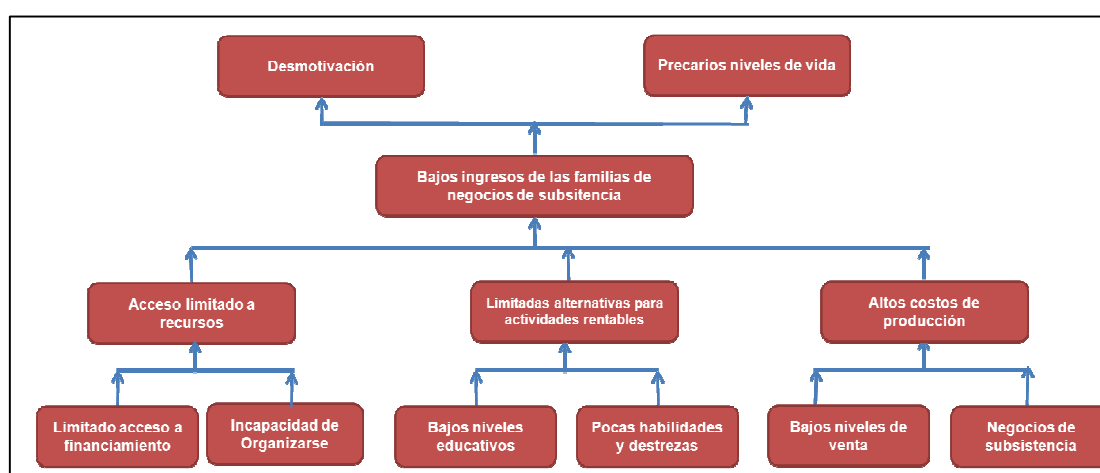 Desmotivación
Precarios niveles de vida
Bajos ingresos de las familias de
negocios de subsitencia
Acceso limitado a
recursos
Limitadas alternativas para
actividades rentables
Altos costos de
producción
Limitado acceso a
financiamiento
Incapacidad de
Organizarse
Bajos niveles
educativos
Pocas habilidades
y destrezas
Bajos niveles de
venta
Negocios de
subsistencia